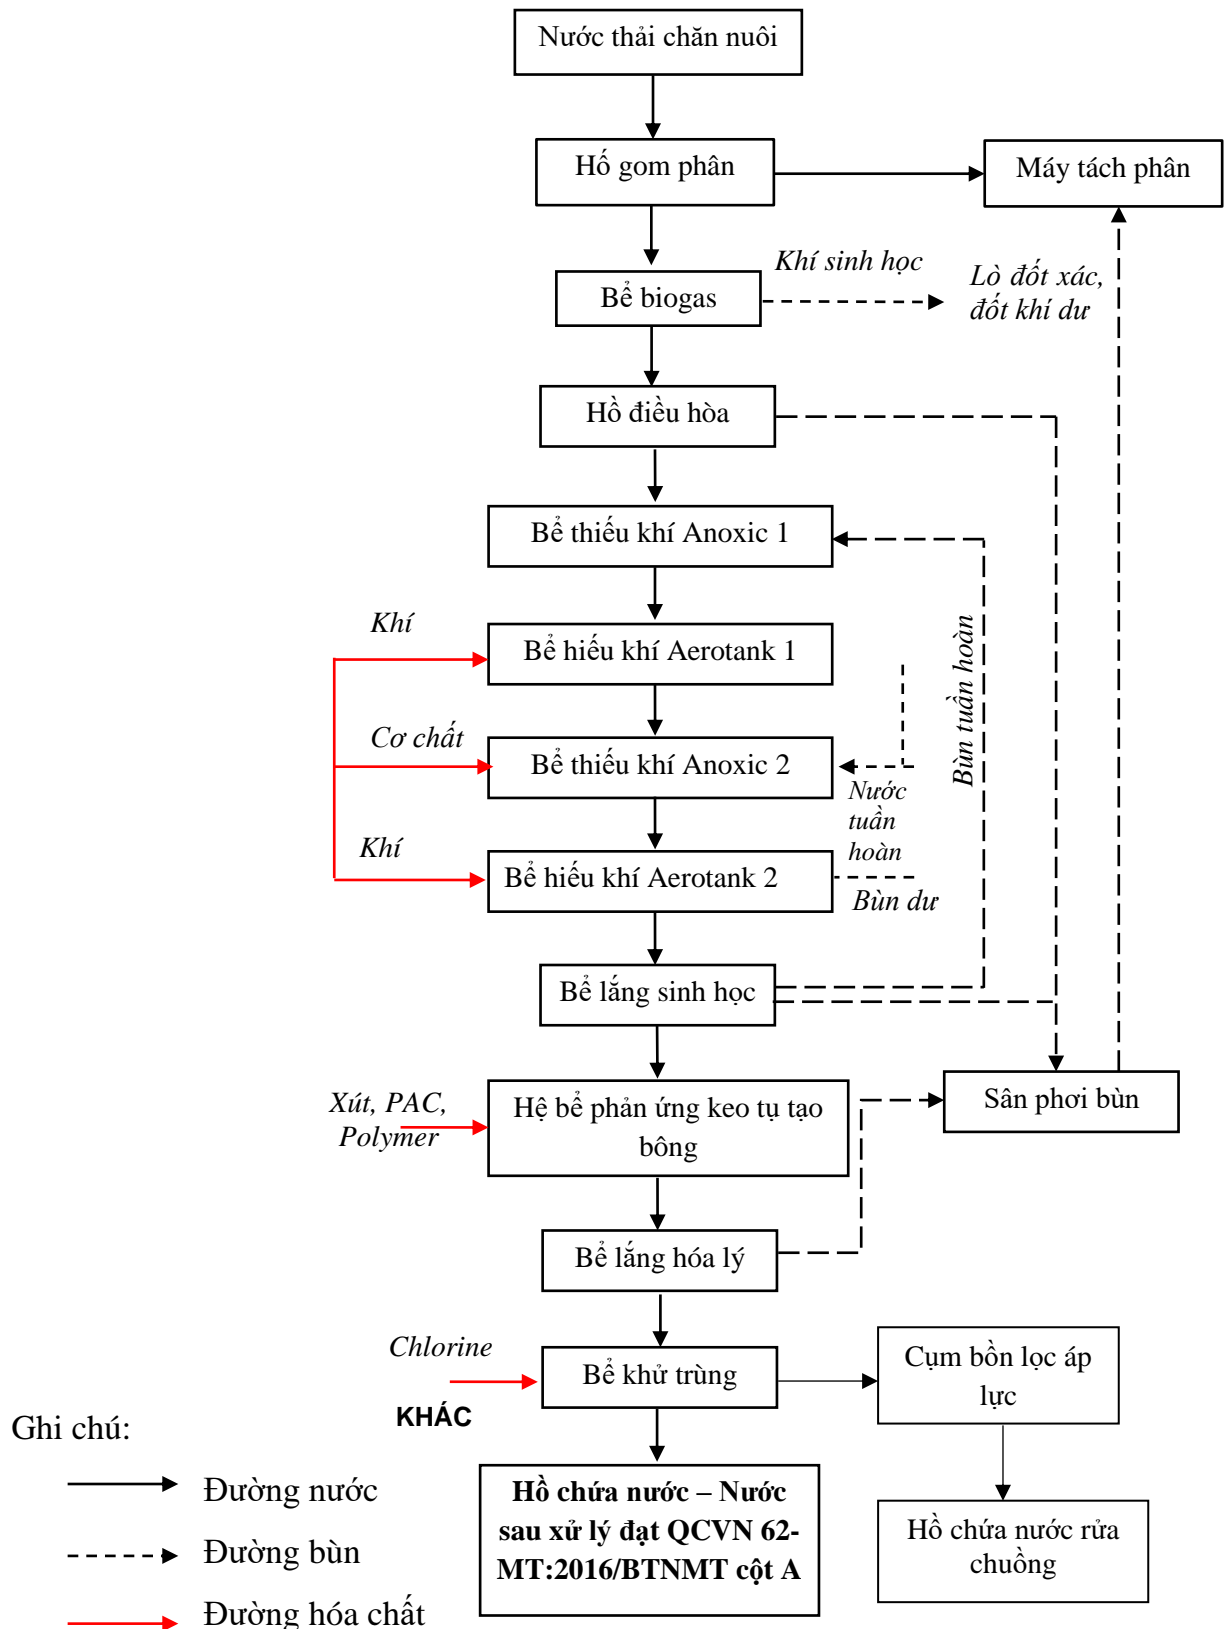 Nước thải chăn nuôi
Hố gom phân
Máy tách phân
Khí sinh học
Lò đốt xác,
đốt khí dư
Bể biogas
Hồ điều hòa
Bể thiếu khí Anoxic 1
Khí
Bể hiếu khí Aerotank 1
Bùn tuần hoàn
Cơ chất
Bể thiếu khí Anoxic 2
Nước
tuần
hoàn
Khí
Bể hiếu khí Aerotank 2
Bùn dư
Bể lắng sinh học
Xút, PAC,
Polymer
Hệ bể phản ứng keo tụ tạo
bông
Sân phơi bùn
Bể lắng hóa lý
Chlorine
KHÁC
Bể khử trùng
Cụm bồn lọc áp
lực
Hồ chứa nước – Nước
sau xử lý đạt QCVN 62-
MT:2016/BTNMT cột A
Hồ chứa nước rửa
chuồng
Ghi chú:
Đường nước
Đường bùn
Đường hóa chất